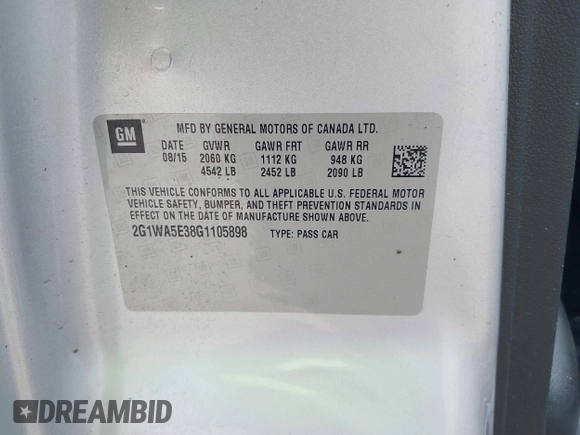 GM
MFD BY GENERAL MOTORS OF CANADA LTD.
DATE GVWR GAWR FRT GAWR RR
08/15 2060 KG 1112 KG 948 KG
4542 LB 2452 LB 2090 LB
THIS VEHICLE CONFORMS TO ALL APPLICABLE U.S. FEDERAL MOTOR
VEHICLE SAFETY, BUMPER, AND THEFT PREVENTION STANDARDS IN
EFFECT ON THE DATE OF MANUFACTURE SHOWN ABOVE.
2G1WA5E38G1105898 TYPE: PASS CAR
DREAMBID